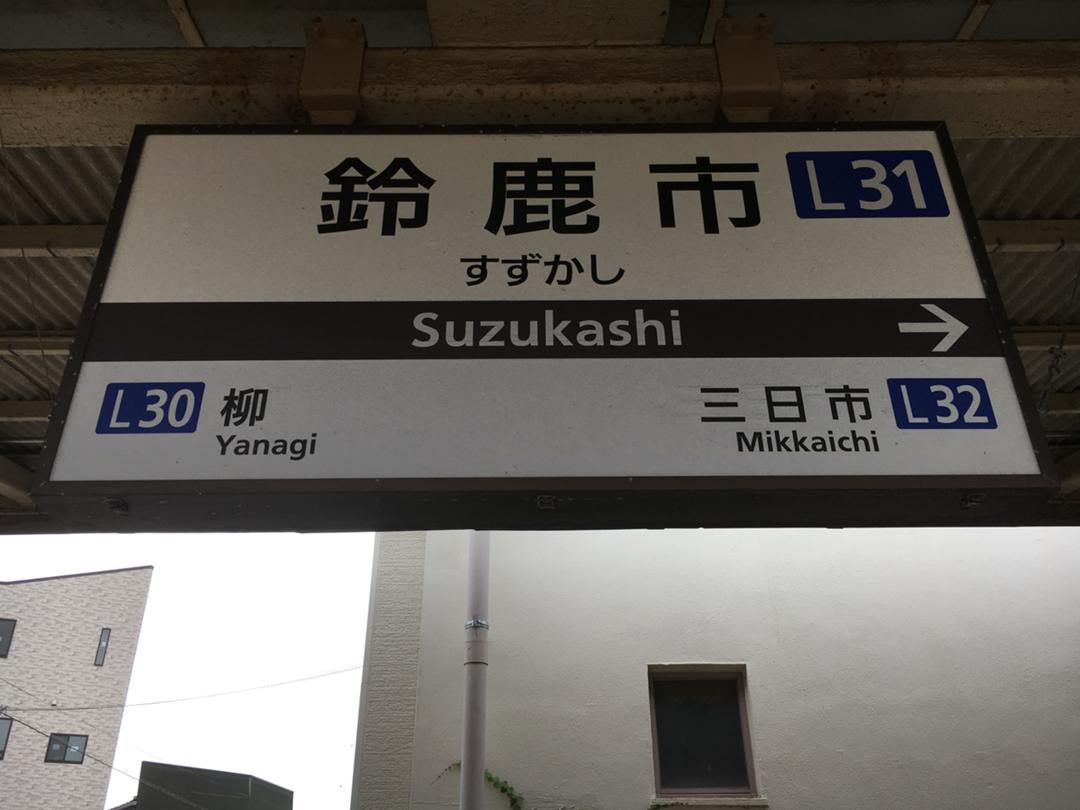 鈴鹿市 L31
すずかし
Suzukashi →
L30 柳 三日市 L32
Yanagi Mikkaichi